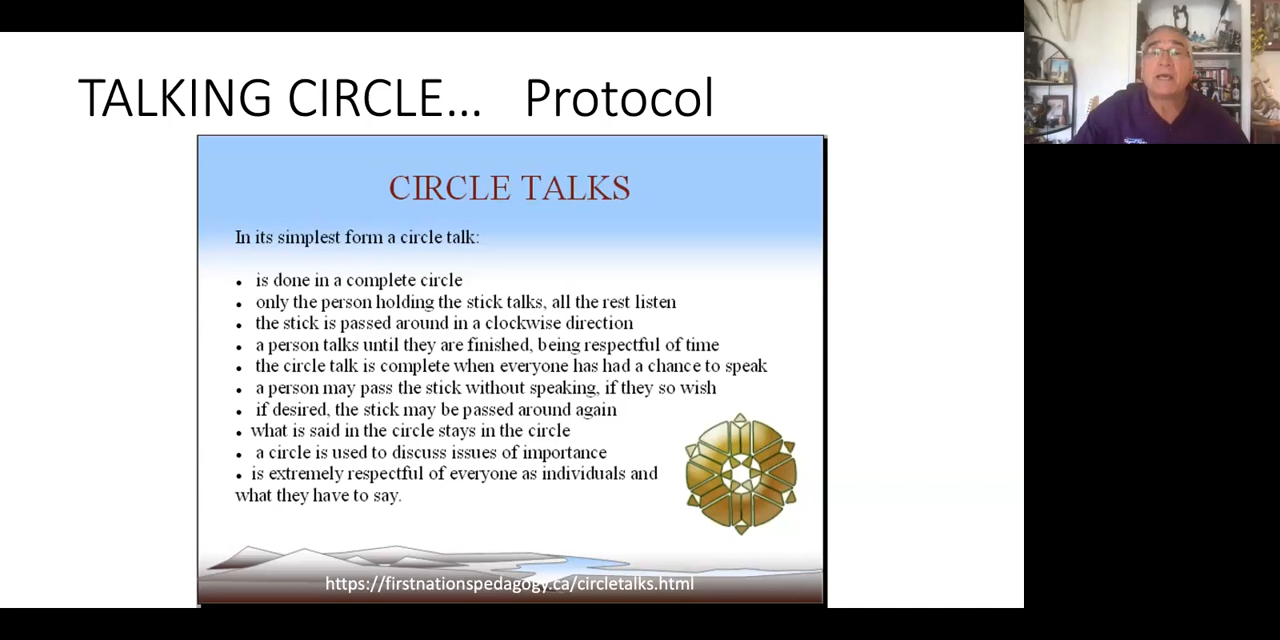 TALKING CIRCLE... Protocol
CIRCLE TALKS
In its simplest form a circle talk:
• is done in a complete circle
• only the person holding the stick talks, all the rest listen
• the stick is passed around in a clockwise direction
• a person talks until they are finished, being respectful of time
• the circle talk is complete when everyone has had a chance to speak
• a person may pass the stick without speaking, if they so wish
• if desired, the stick may be passed around again
• what is said in the circle stays in the circle
• a circle is used to discuss issues of importance
• is extremely respectful of everyone as individuals and
what they have to say.
https://firstnationspedagogy.ca/circletalks.html